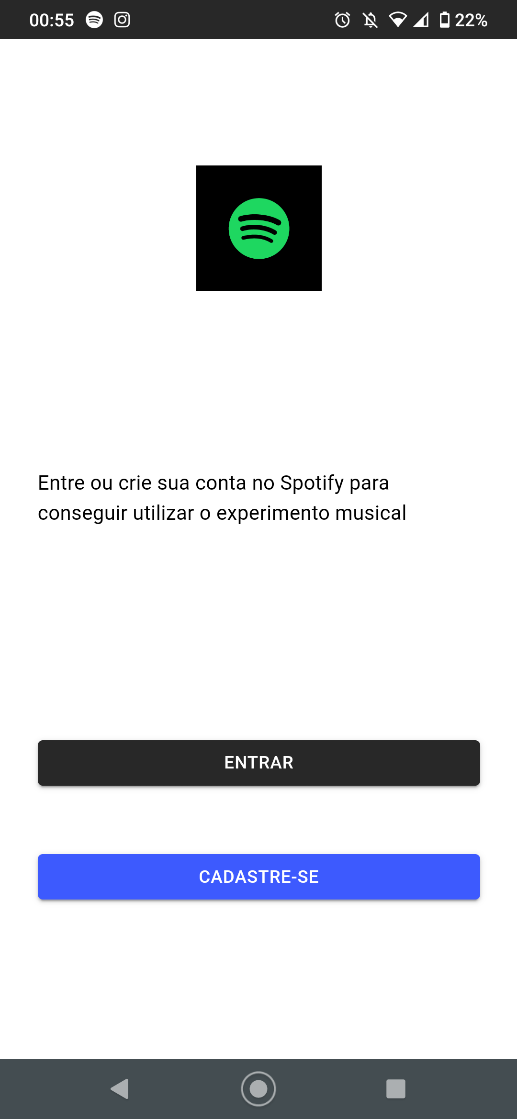 00:55 22%
Entre ou crie sua conta no Spotify para
conseguir utilizar o experimento musical
ENTRAR
CADASTRE-SE